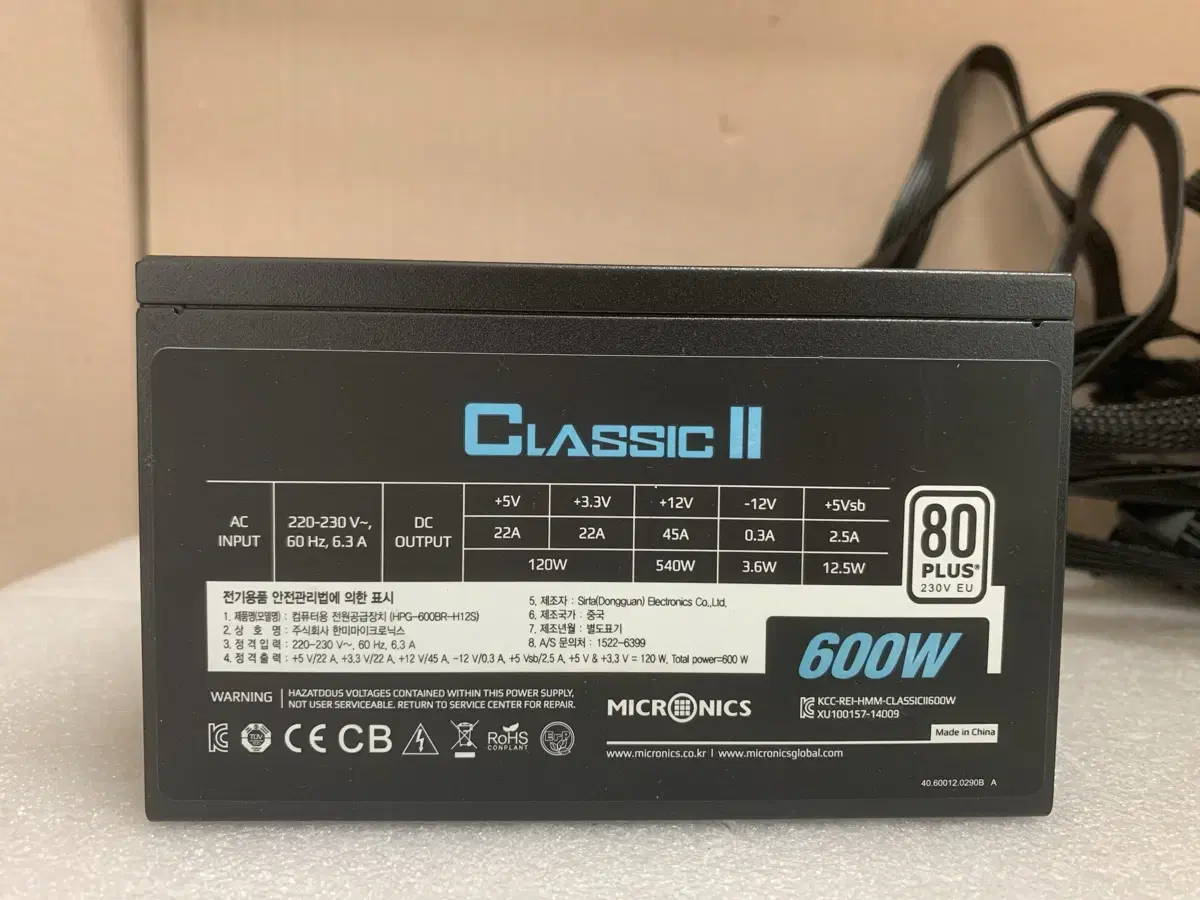 CLASSIC II
AC INPUT
220-230 V~, 60 Hz, 6.3 A
DC OUTPUT
+5V +3.3V +12V -12V +5Vsb
22A 22A 45A 0.3A 2.5A
120W 540W 3.6W 12.5W
80
PLUS®
230V EU
전기용품 안전관리법에 의한 표시
1. 제품명(모델명) : 컴퓨터용 전원공급장치 (HPG-600BR-H12S)
2. 상 호 명 : 주식회사 한미마이크로닉스
3. 정 격 입 력 : 220-230 V~, 60 Hz, 6.3 A
4. 정 격 출 력 : +5 V/22 A, +3.3 V/22 A, +12 V/45 A, -12 V/0.3 A, +5 Vsb/2.5 A, +5 V & +3.3 V = 120 W, Total power=600 W
5. 제조자 : Sirfa(Dongguan) Electronics Co.,Ltd.
6. 제조국가 : 중국
7. 제조년월 : 별도표기
8. A/S 문의처 : 1522-6399
600W
WARNING
HAZATDOUS VOLTAGES CONTAINED WITHIN THIS POWER SUPPLY,
NOT USER SERVICEABLE. RETURN TO SERVICE CENTER FOR REPAIR.
MICRONICS
KCC-REI-HMM-CLASSICII600W
XU100157-14009
TÜV
CE CB
RoHS
COMPLANT
ErP
Made in China
www.micronics.co.kr | www.micronicsglobal.com
40.60012.0290B A